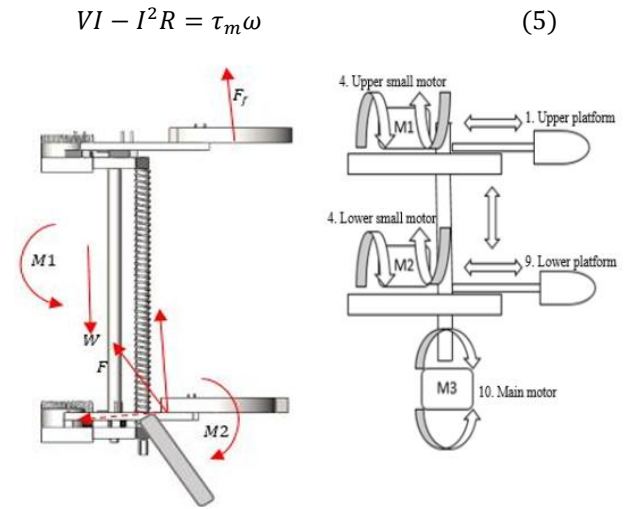 VI − I²R = τₘω (5)
F_f
M1
W
F
M2
4. Upper small motor
M1
1. Upper platform
4. Lower small motor
M2
9. Lower platform
M3
10. Main motor